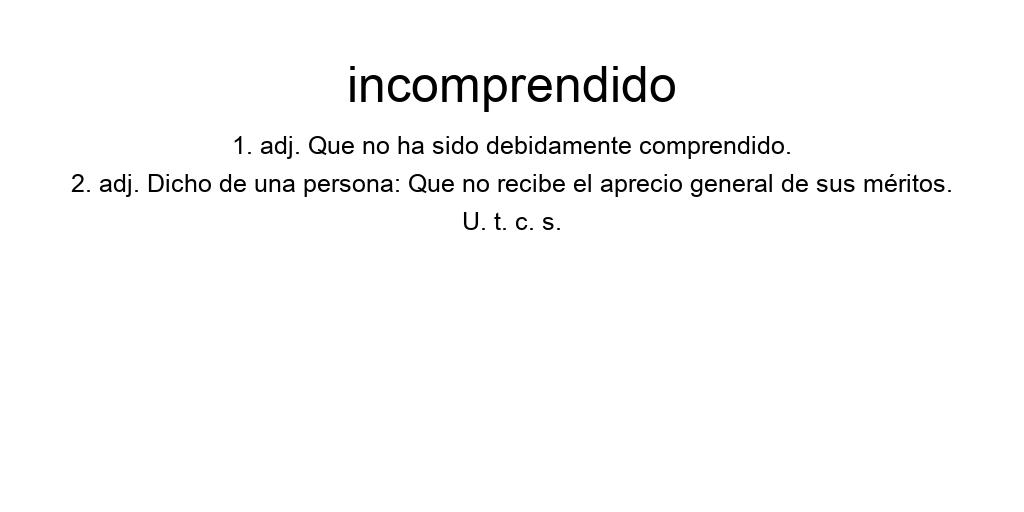 incomprendido
1. adj. Que no ha sido debidamente comprendido.
2. adj. Dicho de una persona: Que no recibe el aprecio general de sus méritos.
U. t. c. s.